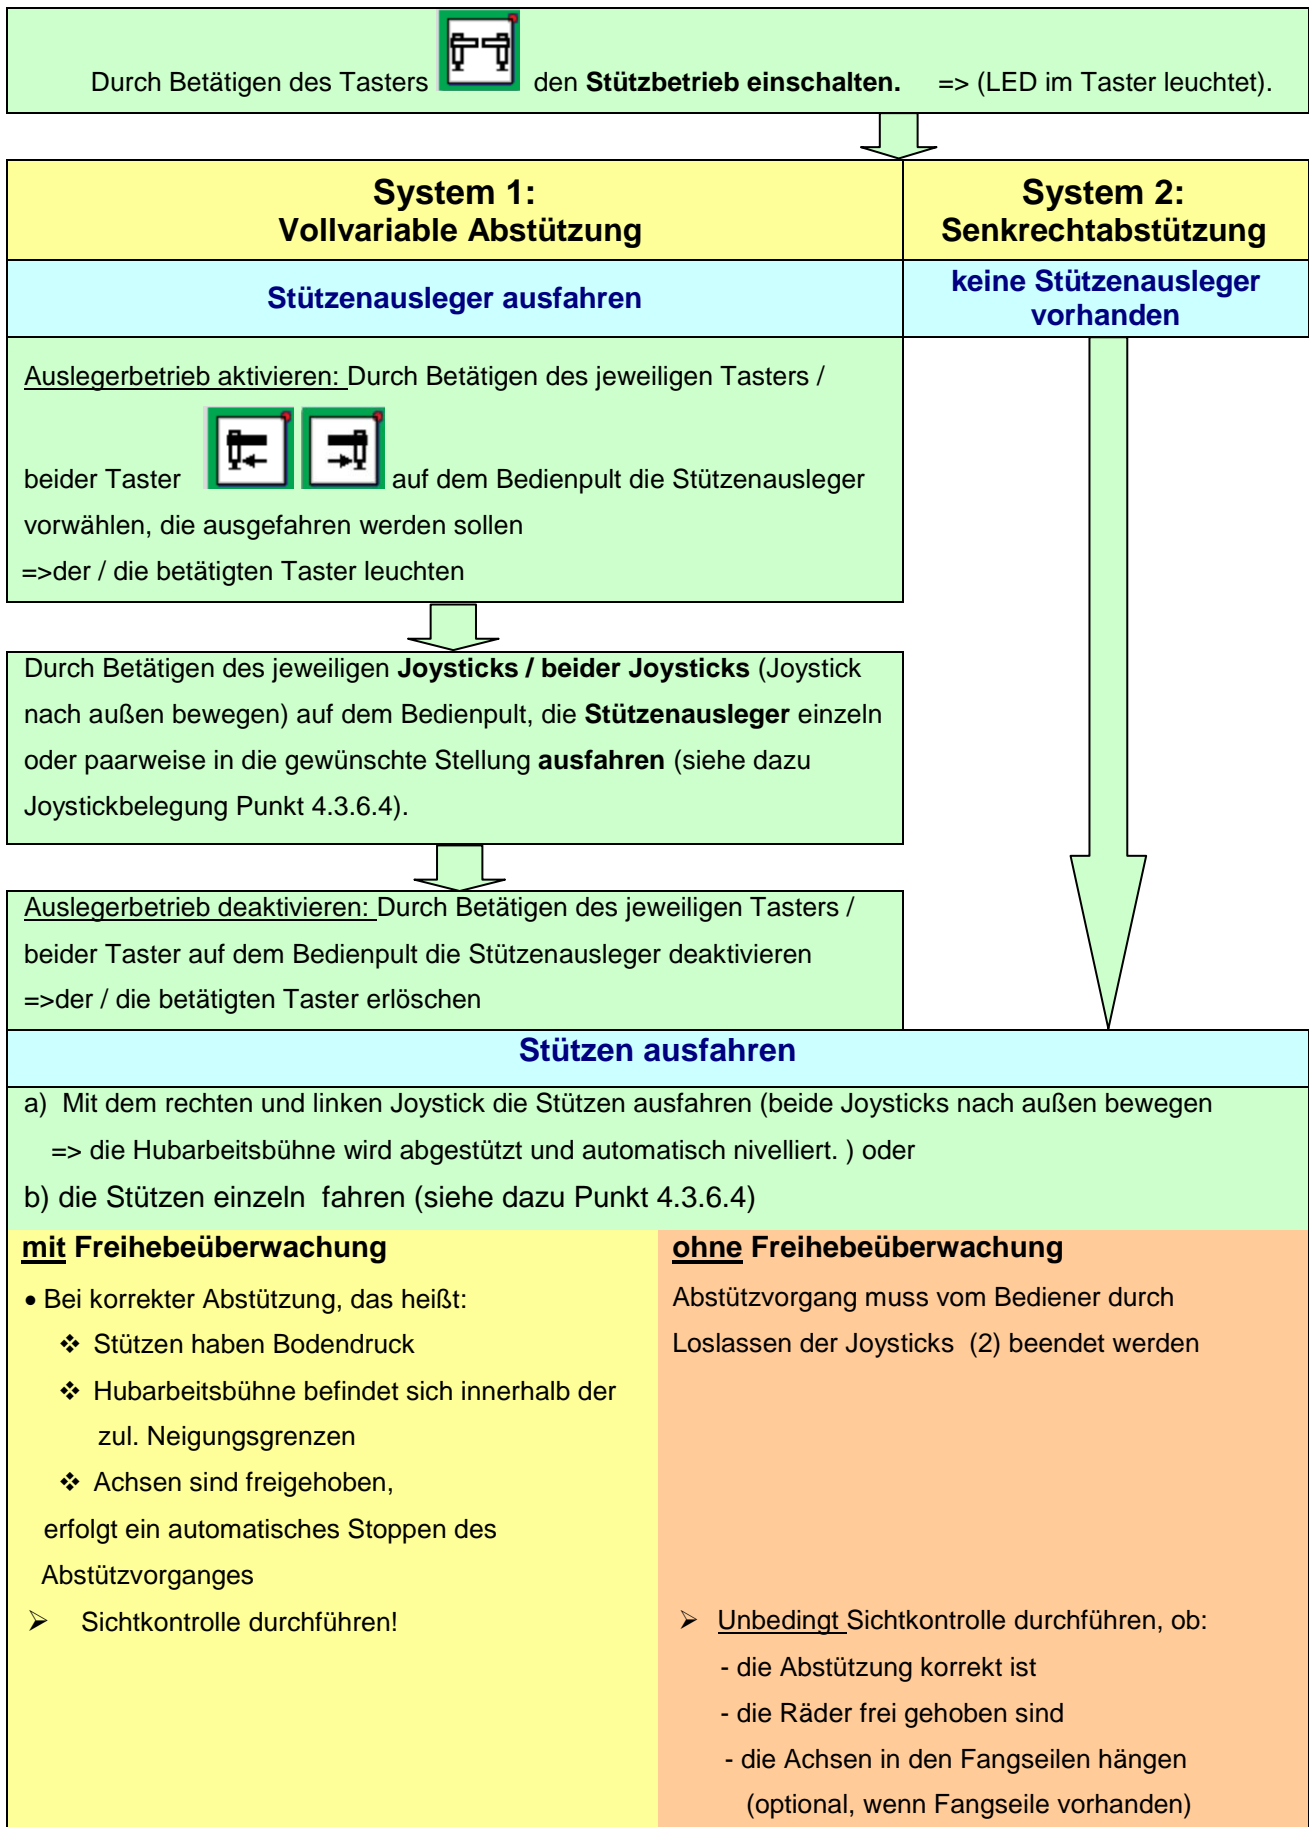 Durch Betätigen des Tasters den Stützbetrieb einschalten. => (LED im Taster leuchtet).
System 1:
Vollvariable Abstützung
System 2:
Senkrechtabstützung
Stützenausleger ausfahren
keine Stützenausleger
vorhanden
Auslegerbetrieb aktivieren: Durch Betätigen des jeweiligen Tasters /
beider Taster auf dem Bedienpult die Stützenausleger
vorwählen, die ausgefahren werden sollen
=>der / die betätigten Taster leuchten
Durch Betätigen des jeweiligen Joysticks / beider Joysticks (Joystick
nach außen bewegen) auf dem Bedienpult, die Stützenausleger einzeln
oder paarweise in die gewünschte Stellung ausfahren (siehe dazu
Joystickbelegung Punkt 4.3.6.4).
Auslegerbetrieb deaktivieren: Durch Betätigen des jeweiligen Tasters /
beider Taster auf dem Bedienpult die Stützenausleger deaktivieren
=>der / die betätigten Taster erlöschen
Stützen ausfahren
a) Mit dem rechten und linken Joystick die Stützen ausfahren (beide Joysticks nach außen bewegen
=> die Hubarbeitsbühne wird abgestützt und automatisch nivelliert. ) oder
b) die Stützen einzeln fahren (siehe dazu Punkt 4.3.6.4)
mit Freihebeüberwachung
• Bei korrekter Abstützung, das heißt:
❖ Stützen haben Bodendruck
❖ Hubarbeitsbühne befindet sich innerhalb der
zul. Neigungsgrenzen
❖ Achsen sind freigehoben,
erfolgt ein automatisches Stoppen des
Abstützvorganges
➢ Sichtkontrolle durchführen!
ohne Freihebeüberwachung
Abstützvorgang muss vom Bediener durch
Loslassen der Joysticks (2) beendet werden
➢ Unbedingt Sichtkontrolle durchführen, ob:
- die Abstützung korrekt ist
- die Räder frei gehoben sind
- die Achsen in den Fangseilen hängen
(optional, wenn Fangseile vorhanden)